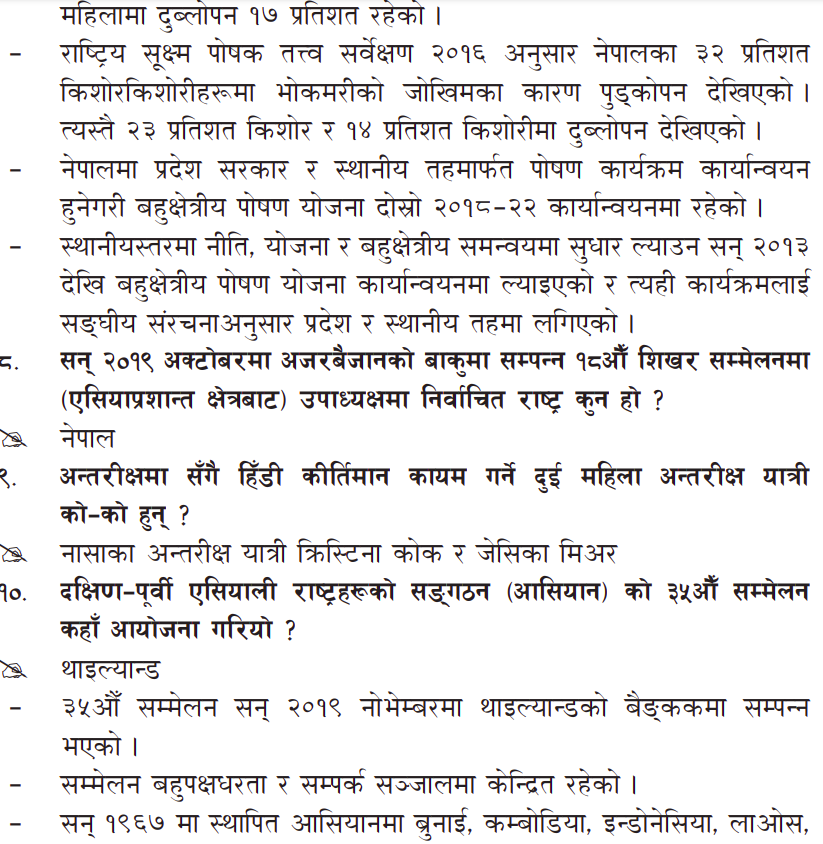 महिलामा दुब्लोपन १७ प्रतिशत रहेको ।
– राष्ट्रिय सूक्ष्म पोषक तत्त्व सर्वेक्षण २०१६ अनुसार नेपालका ३२ प्रतिशत
किशोरकिशोरीहरूमा भोकमरीको जोखिमका कारण पुड्कोपन देखिएको ।
त्यस्तै २३ प्रतिशत किशोर र १४ प्रतिशत किशोरीमा दुब्लोपन देखिएको ।
– नेपालमा प्रदेश सरकार र स्थानीय तहमार्फत पोषण कार्यक्रम कार्यान्वयन
हुनेगरी बहुक्षेत्रीय पोषण योजना दोस्रो २०१८–२२ कार्यान्वयनमा रहेको ।
– स्थानीयस्तरमा नीति, योजना र बहुक्षेत्रीय समन्वयमा सुधार ल्याउन सन् २०१३
देखि बहुक्षेत्रीय पोषण योजना कार्यान्वयनमा ल्याइएको र त्यही कार्यक्रमलाई
सङ्घीय संरचनाअनुसार प्रदेश र स्थानीय तहमा लगिएको ।
८. सन् २०१९ अक्टोबरमा अजरबैजानको बाकुमा सम्पन्न १८औँ शिखर सम्मेलनमा
(एसियाप्रशान्त क्षेत्रबाट) उपाध्यक्षमा निर्वाचित राष्ट्र कुन हो ?
नेपाल
९. अन्तरीक्षमा सँगै हिँडी कीर्तिमान कायम गर्ने दुई महिला अन्तरीक्ष यात्री
को–को हुन् ?
नासाका अन्तरीक्ष यात्री क्रिस्टिना कोक र जेसिका मिअर
१०. दक्षिण–पूर्वी एसियाली राष्ट्रहरूको सङ्गठन (आसियान) को ३५औँ सम्मेलन
कहाँ आयोजना गरियो ?
थाइल्यान्ड
– ३५औँ सम्मेलन सन् २०१९ नोभेम्बरमा थाइल्यान्डको बैङ्ककमा सम्पन्न
भएको ।
– सम्मेलन बहुपक्षधरता र सम्पर्क सञ्जालमा केन्द्रित रहेको ।
– सन् १९६७ मा स्थापित आसियानमा ब्रुनाई, कम्बोडिया, इन्डोनेसिया, लाओस,